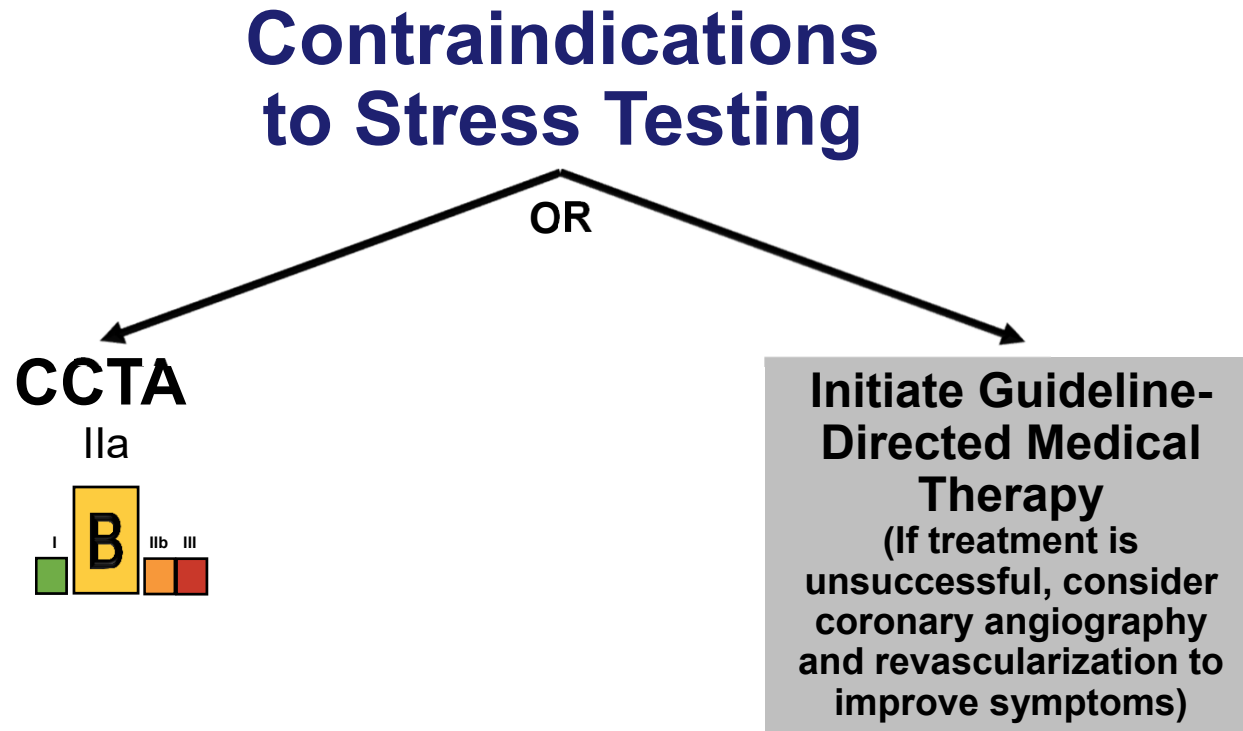 Contraindications
to Stress Testing
OR
CCTA
IIa
I
B
IIb
III
Initiate Guideline-
Directed Medical
Therapy
(If treatment is
unsuccessful, consider
coronary angiography
and revascularization to
improve symptoms)